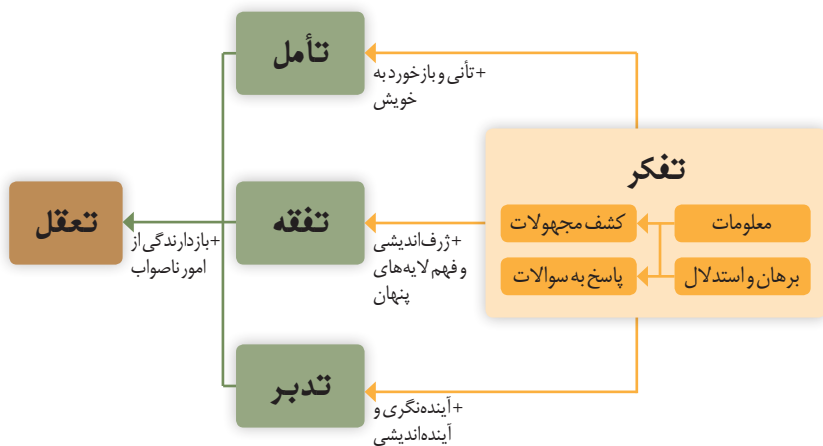 تفکر
معلومات
کشف مجهولات
برهان و استدلال
پاسخ به سوالات
+تأنی و بازخورد به
خویش
تأمل
+ژرف‌اندیشی
و فهم لایه‌های
پنهان
تفقه
+آینده‌نگری و
آینده‌اندیشی
تدبر
+بازدارندگی از
امور ناصواب
تعقل